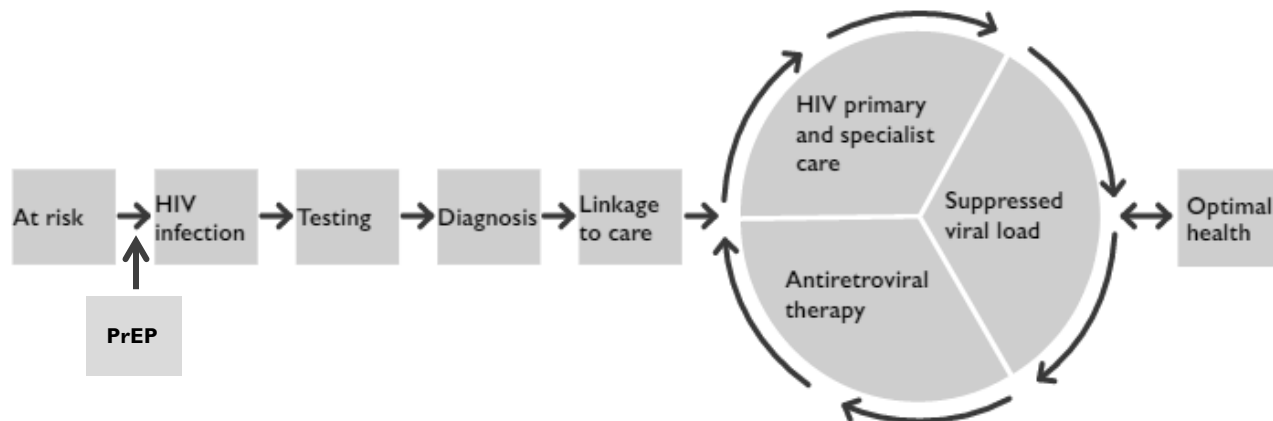 At risk
HIV
infection
Testing
Diagnosis
Linkage
to care
HIV primary
and specialist
care
Suppressed
viral load
Antiretroviral
therapy
Optimal
health
PrEP